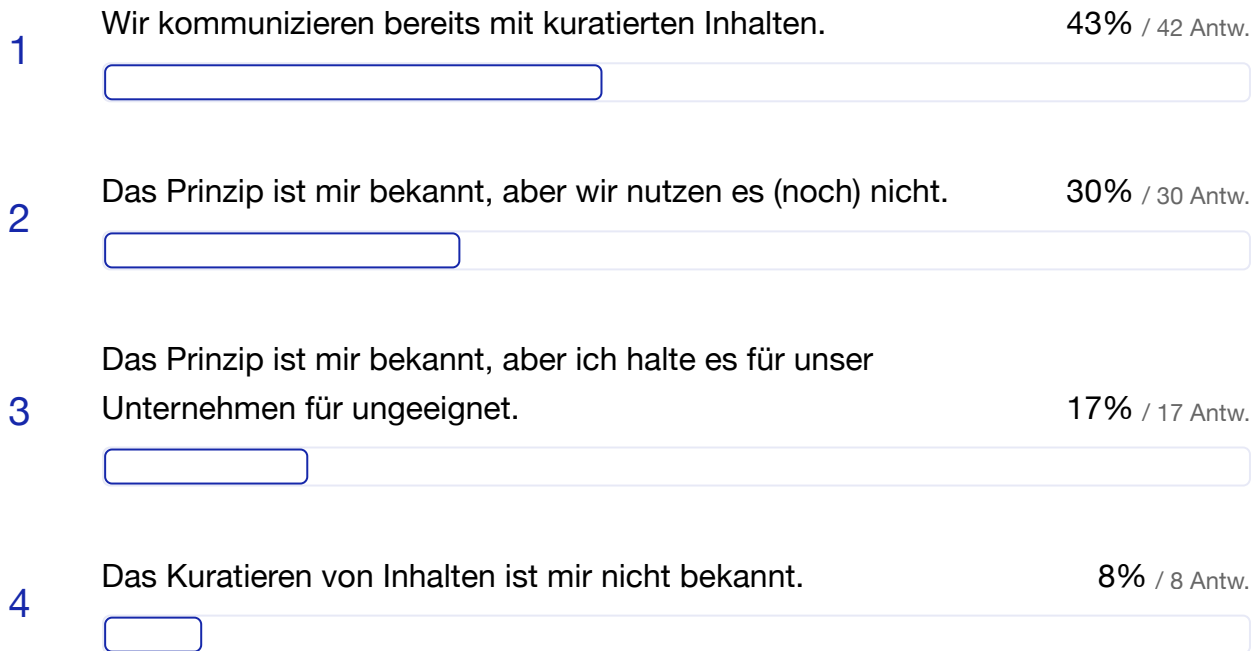 Wir kommunizieren bereits mit kuratierten Inhalten. 43% / 42 Antw.
1
Das Prinzip ist mir bekannt, aber wir nutzen es (noch) nicht. 30% / 30 Antw.
2
Das Prinzip ist mir bekannt, aber ich halte es für unser
3 Unternehmen für ungeeignet. 17% / 17 Antw.
Das Kuratieren von Inhalten ist mir nicht bekannt. 8% / 8 Antw.
4